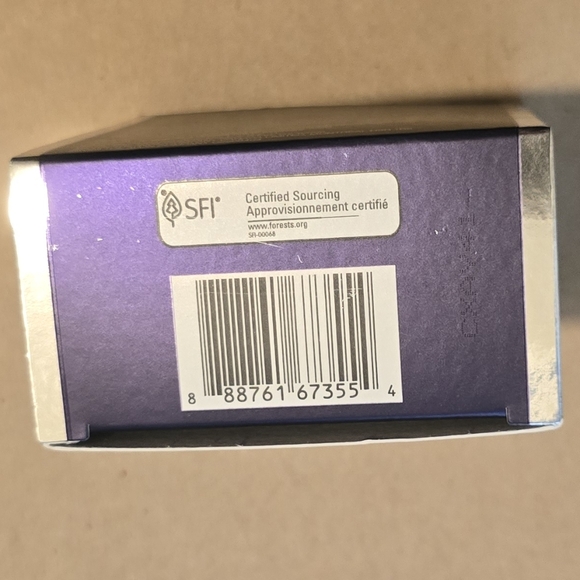 SFI®
Certified Sourcing
Approvisionnement certifié
www.forests.org
SFI-00068
8 88761 67355 4